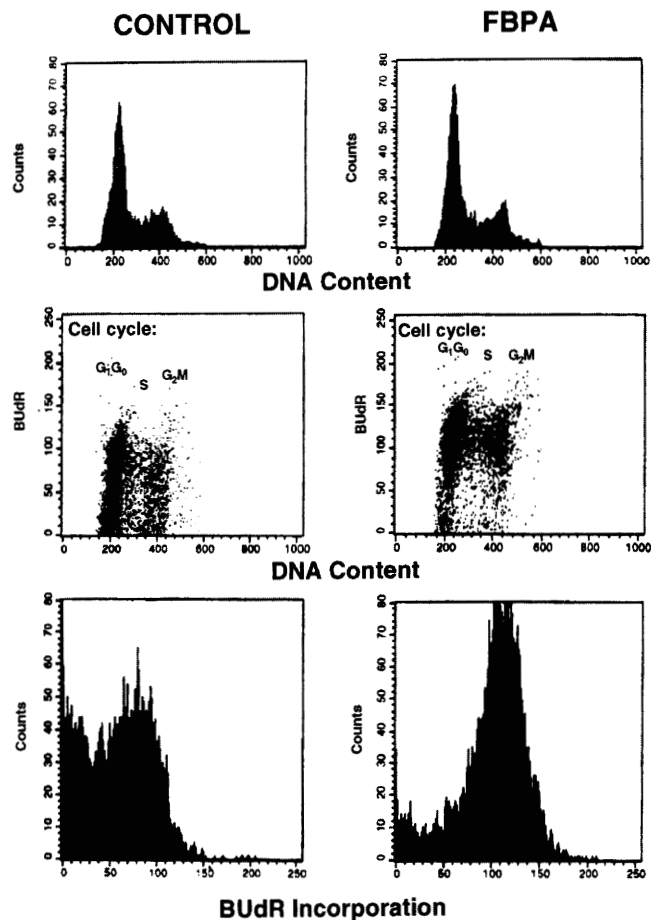 CONTROL FBPA
80 80
70 70
60 60
50 50
Counts Counts
40 40
30 30
20 20
10 10
0 0
0 200 400 600 800 1000 0 200 400 600 800 1000
DNA Content
250 250
Cell cycle: Cell cycle:
200 200
G₁G₀ S G₂M G₁G₀ S G₂M
BUdR BUdR
150 150
100 100
50 50
0 0
0 200 400 600 800 1000 0 200 400 600 800 1000
DNA Content
80 80
70 70
60 60
50 50
Counts Counts
40 40
30 30
20 20
10 10
0 0
0 50 100 150 200 250 0 50 100 150 200 250
BUdR Incorporation